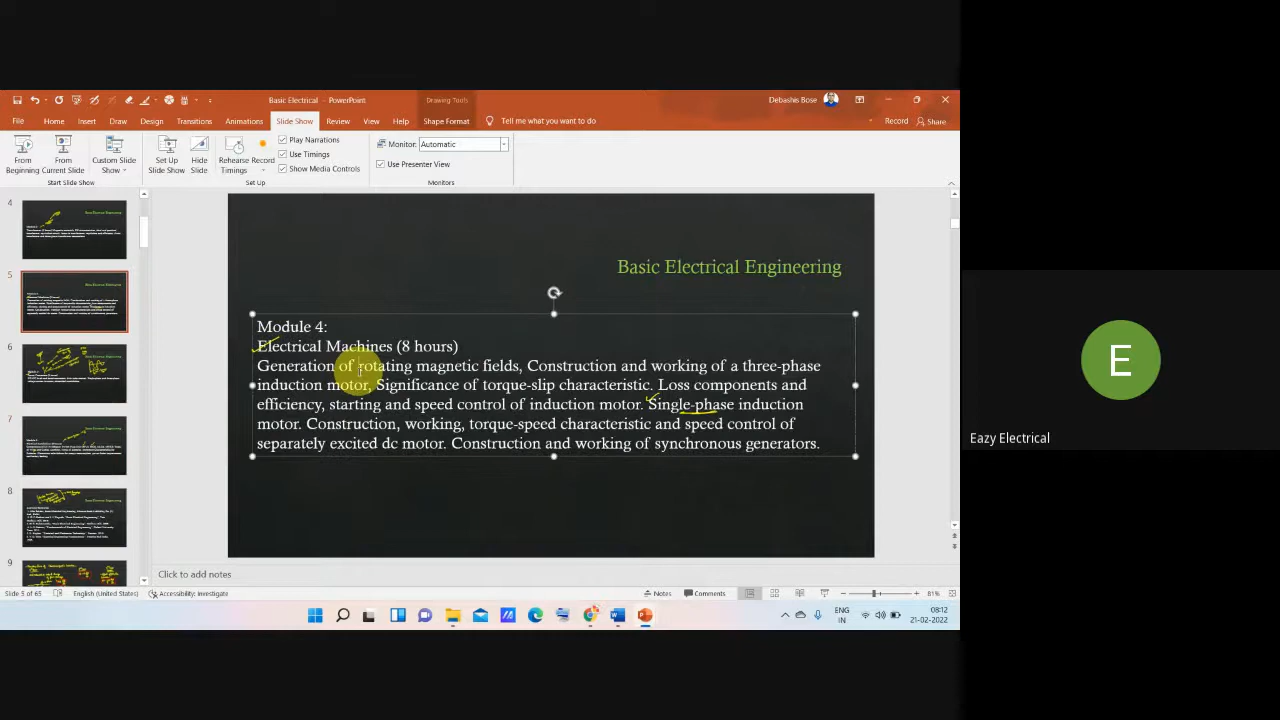 Basic Electrical - PowerPoint
Drawing Tools
Debashis Bose
File Home Insert Draw Design Transitions Animations Slide Show Review View Help Shape Format Tell me what you want to do Record Share
From Beginning
From Current Slide
Custom Slide Show
Set Up Slide Show
Hide Slide
Rehearse Timings
Record
Play Narrations
Use Timings
Show Media Controls
Monitor: Automatic
Use Presenter View
Start Slide Show
Set Up
Monitors
4
5
6
7
8
9
Basic Electrical Engineering
Module 4:
Electrical Machines (8 hours)
Generation of rotating magnetic fields, Construction and working of a three-phase
induction motor, Significance of torque-slip characteristic. Loss components and
efficiency, starting and speed control of induction motor. Single-phase induction
motor. Construction, working, torque-speed characteristic and speed control of
separately excited dc motor. Construction and working of synchronous generators.
Click to add notes
Slide 5 of 65 English (United States) Accessibility: Investigate Notes Comments 81%
ENG
IN
08:12
21-02-2022
E
Eazy Electrical